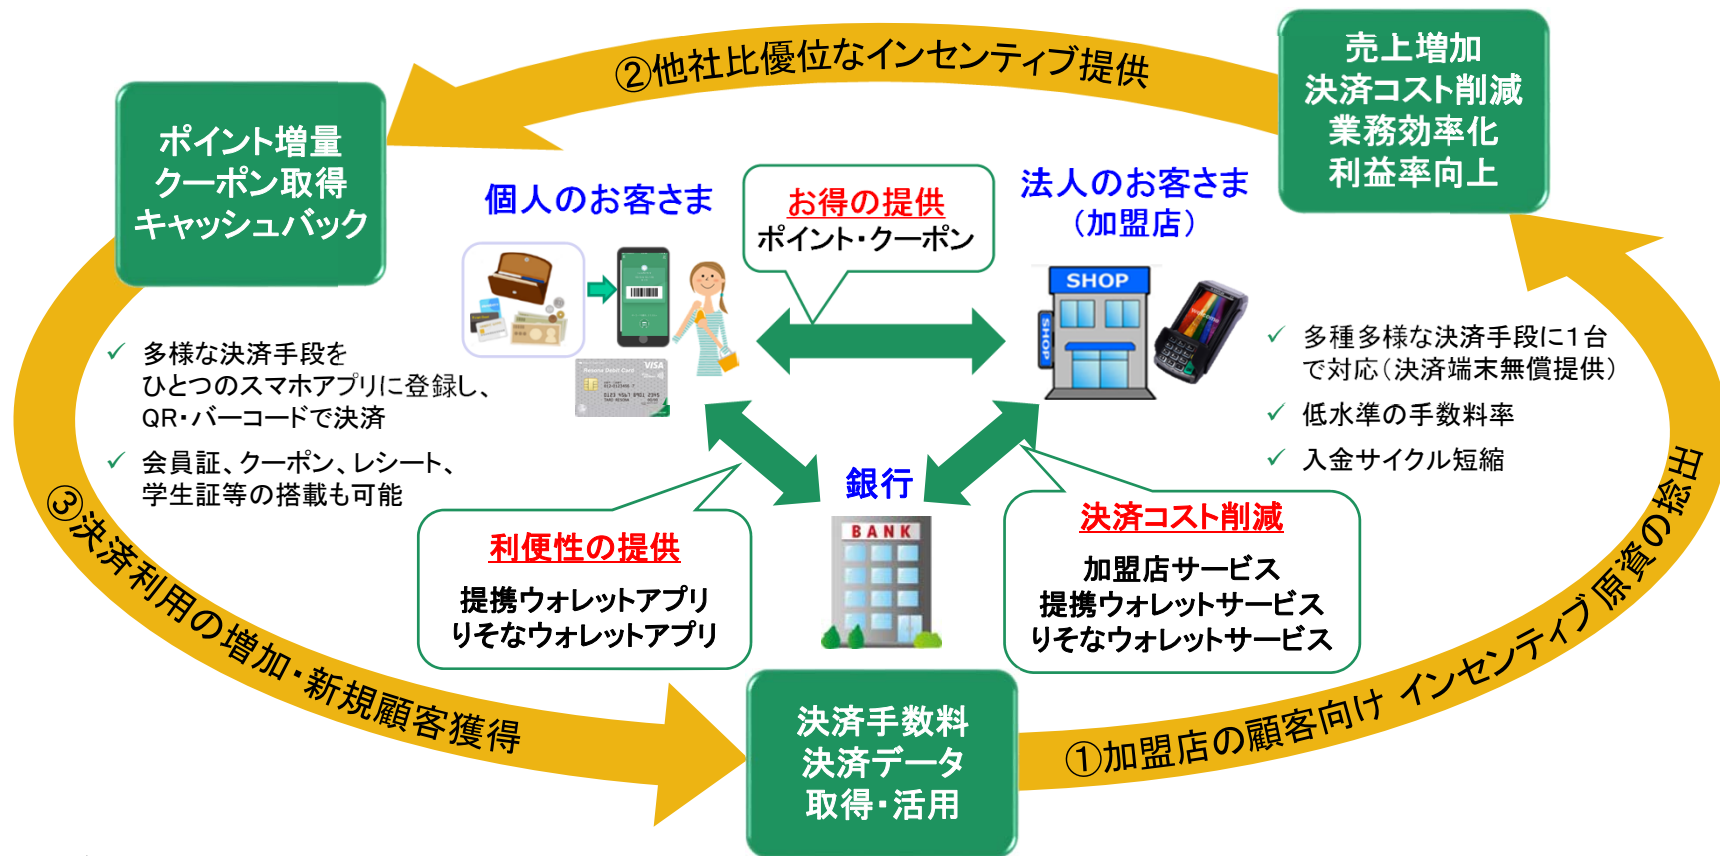 ②他社比優位なインセンティブ提供
売上増加
決済コスト削減
業務効率化
利益率向上
ポイント増量
クーポン取得
キャッシュバック
個人のお客さま
お得の提供
ポイント・クーポン
法人のお客さま
（加盟店）
SHOP
SHOP
VISA
✓ 多様な決済手段を
ひとつのスマホアプリに登録し、
QR・バーコードで決済
✓ 会員証、クーポン、レシート、
学生証等の搭載も可能
✓ 多種多様な決済手段に１台
で対応（決済端末無償提供）
✓ 低水準の手数料率
✓ 入金サイクル短縮
銀行
BANK
利便性の提供
提携ウォレットアプリ
りそなウォレットアプリ
決済コスト削減
加盟店サービス
提携ウォレットサービス
りそなウォレットサービス
③決済利用の増加・新規顧客獲得
決済手数料
決済データ
取得・活用
①加盟店の顧客向け インセンティブ原資の捻出